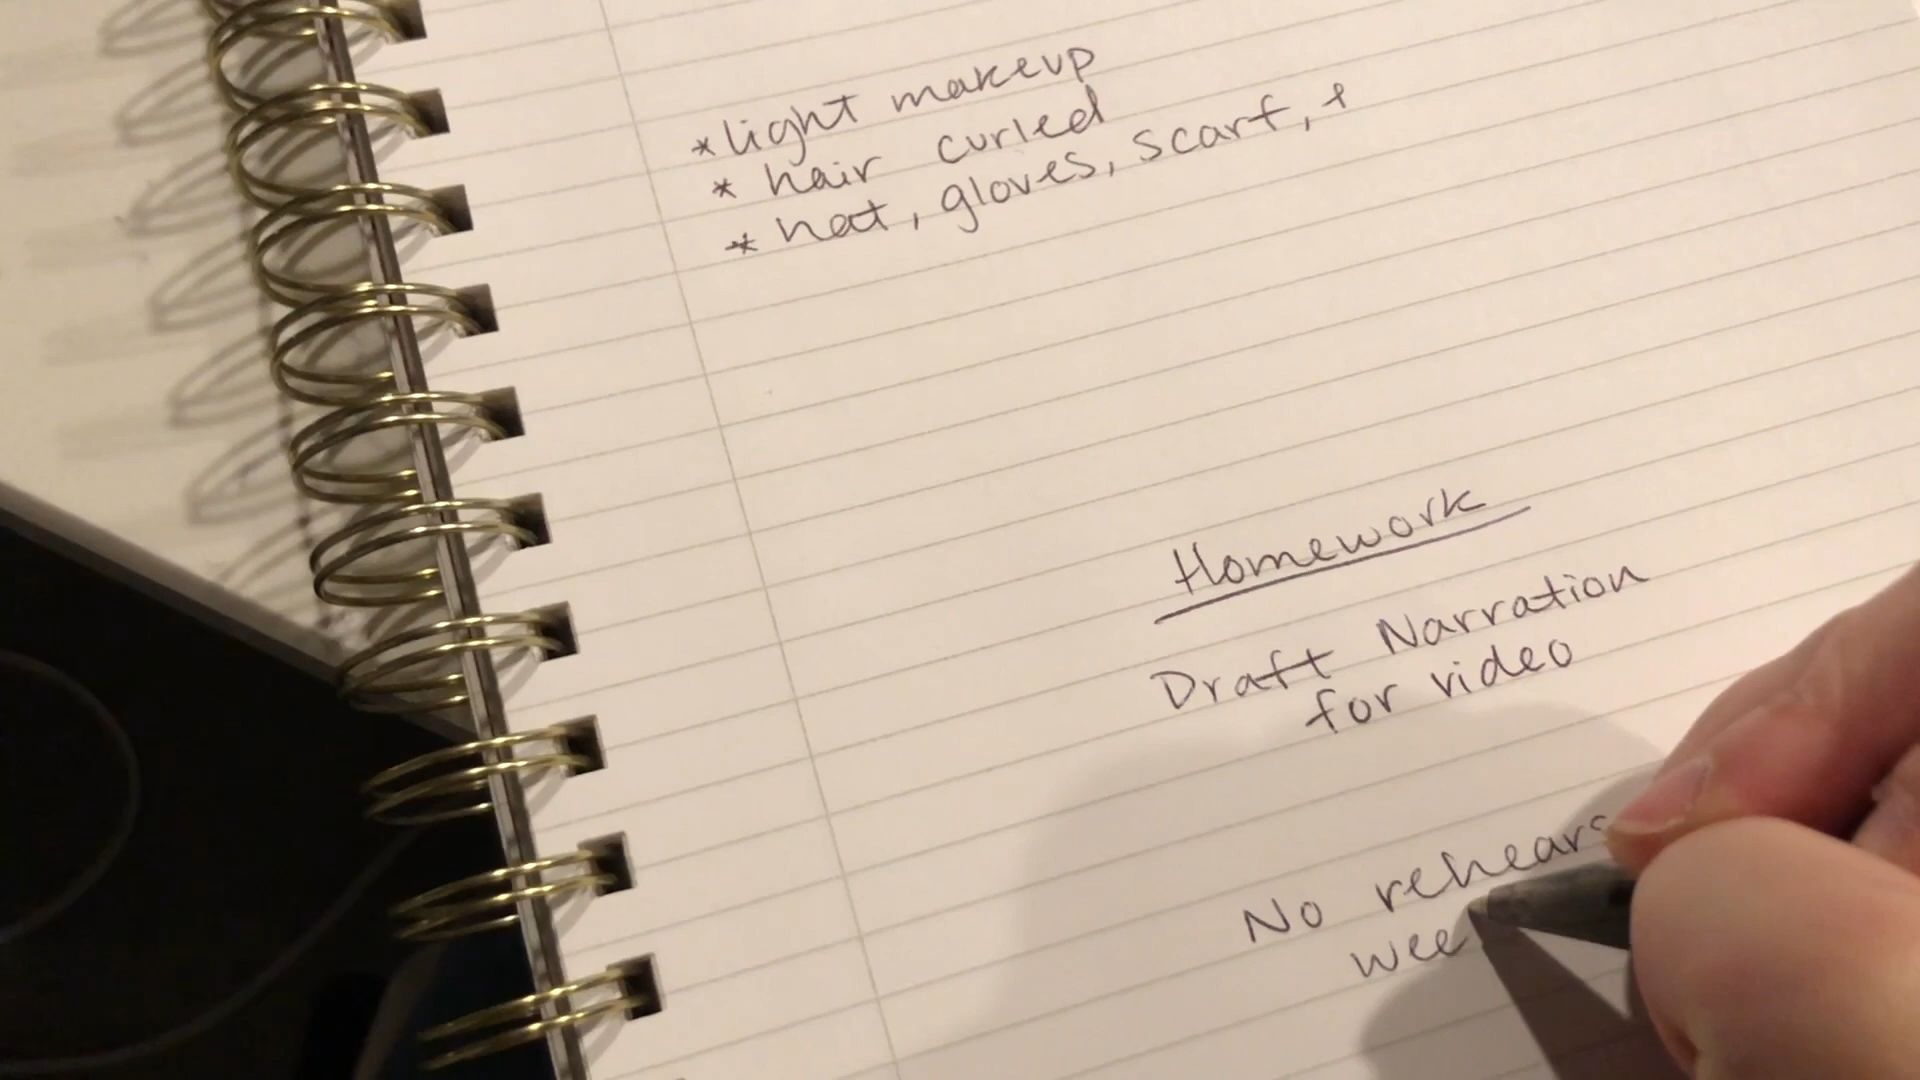 *light makeup
* hair curled
* hat, gloves, scarf, +
Homework
Draft Narration
for video
No